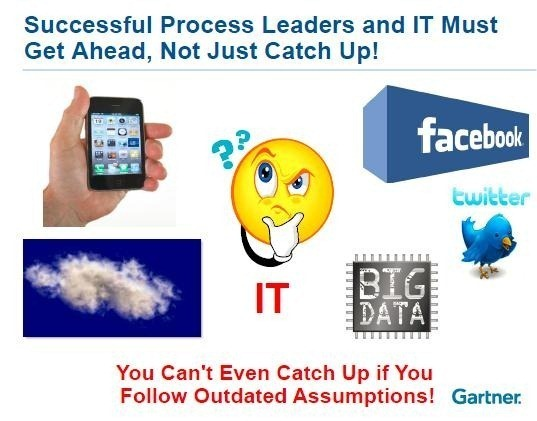 Successful Process Leaders and IT Must
Get Ahead, Not Just Catch Up!
??
facebook
twitter
IT
BIG
DATA
You Can't Even Catch Up if You
Follow Outdated Assumptions!
Gartner.